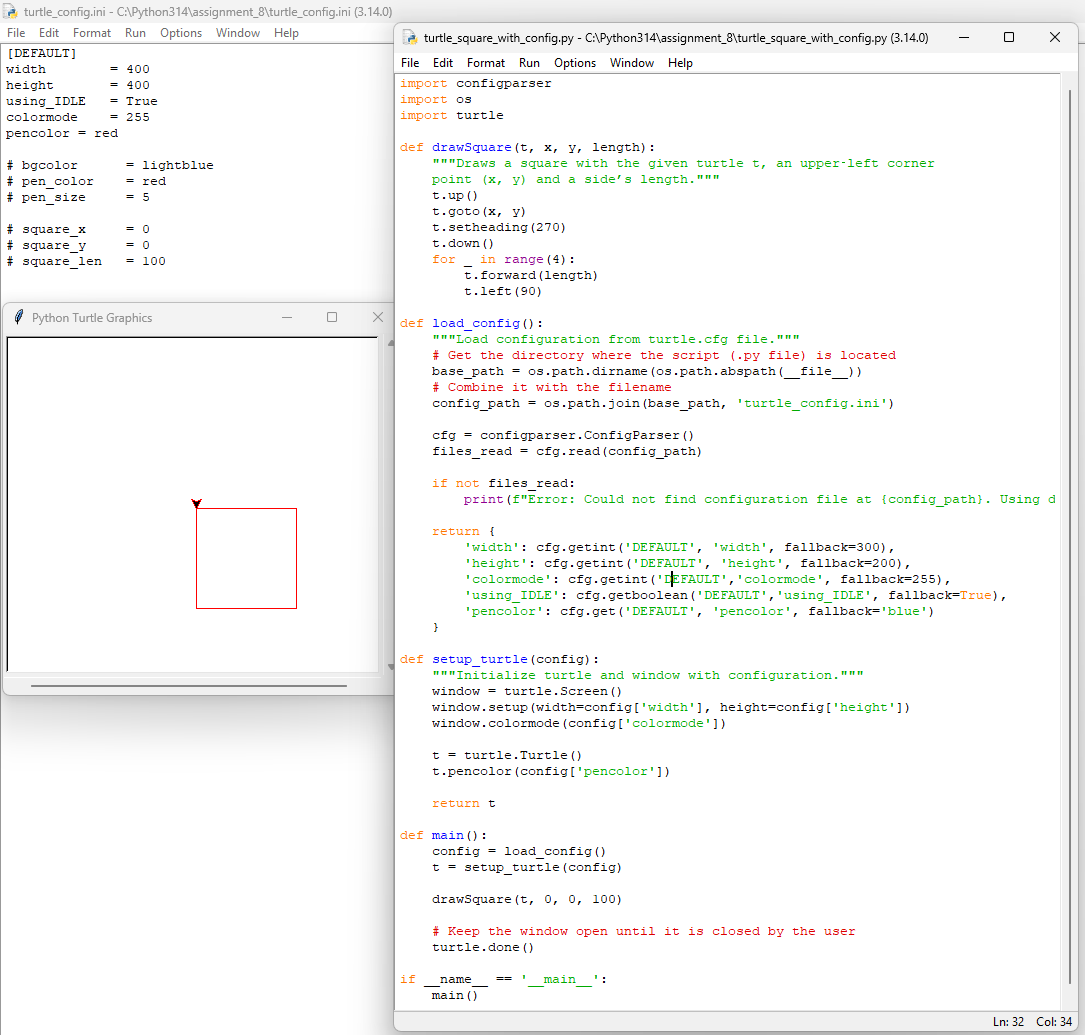 turtle_config.ini - C:\Python314\assignment_8\turtle_config.ini (3.14.0)
File Edit Format Run Options Window Help
[DEFAULT]
width        = 400
height       = 400
using_IDLE   = True
colormode    = 255
pencolor = red
# bgcolor      = lightblue
# pen_color    = red
# pen_size     = 5
# square_x     = 0
# square_y     = 0
# square_len   = 100
Python Turtle Graphics
turtle_square_with_config.py - C:\Python314\assignment_8\turtle_square_with_config.py (3.14.0)
File Edit Format Run Options Window Help
import configparser
import os
import turtle
def drawSquare(t, x, y, length):
    """Draws a square with the given turtle t, an upper-left corner
    point (x, y) and a side’s length."""
    t.up()
    t.goto(x, y)
    t.setheading(270)
    t.down()
    for _ in range(4):
        t.forward(length)
        t.left(90)
def load_config():
    """Load configuration from turtle.cfg file."""
    # Get the directory where the script (.py file) is located
    base_path = os.path.dirname(os.path.abspath(__file__))
    # Combine it with the filename
    config_path = os.path.join(base_path, 'turtle_config.ini')
    cfg = configparser.ConfigParser()
    files_read = cfg.read(config_path)
    if not files_read:
        print(f"Error: Could not find configuration file at {config_path}. Using d
    return {
        'width': cfg.getint('DEFAULT', 'width', fallback=300),
        'height': cfg.getint('DEFAULT', 'height', fallback=200),
        'colormode': cfg.getint('DEFAULT','colormode', fallback=255),
        'using_IDLE': cfg.getboolean('DEFAULT','using_IDLE', fallback=True),
        'pencolor': cfg.get('DEFAULT', 'pencolor', fallback='blue')
    }
def setup_turtle(config):
    """Initialize turtle and window with configuration."""
    window = turtle.Screen()
    window.setup(width=config['width'], height=config['height'])
    window.colormode(config['colormode'])
    t = turtle.Turtle()
    t.pencolor(config['pencolor'])
    return t
def main():
    config = load_config()
    t = setup_turtle(config)
    drawSquare(t, 0, 0, 100)
    # Keep the window open until it is closed by the user
    turtle.done()
if __name__ == '__main__':
    main()
Ln: 32 Col: 34